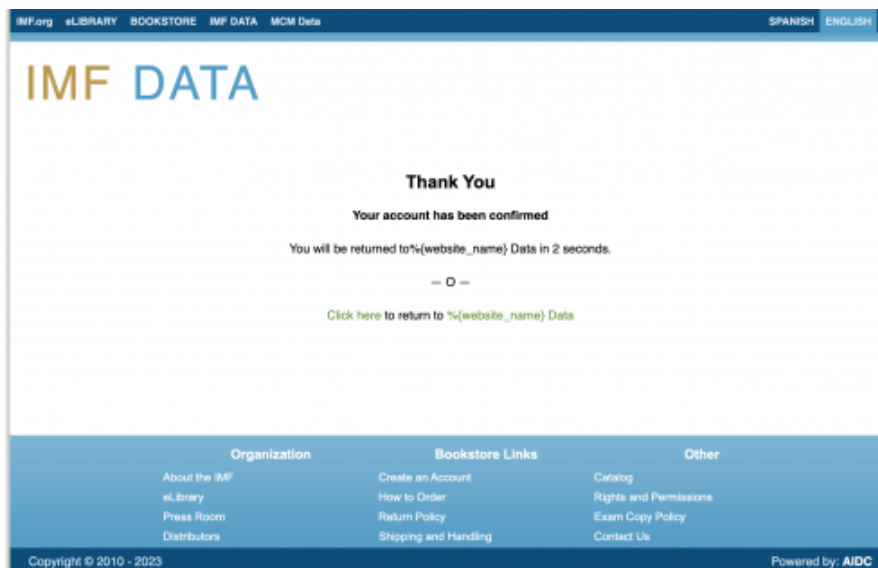 IMF.org eLIBRARY BOOKSTORE IMF DATA MCM Data SPANISH ENGLISH
IMF DATA
Thank You
Your account has been confirmed
You will be returned to%{website_name} Data in 2 seconds.
— O —
Click here to return to %{website_name} Data
Organization Bookstore Links Other
About the IMF Create an Account Catalog
eLibrary How to Order Rights and Permissions
Press Room Return Policy Exam Copy Policy
Distributors Shipping and Handling Contact Us
Copyright © 2010 - 2023 Powered by: AIDC